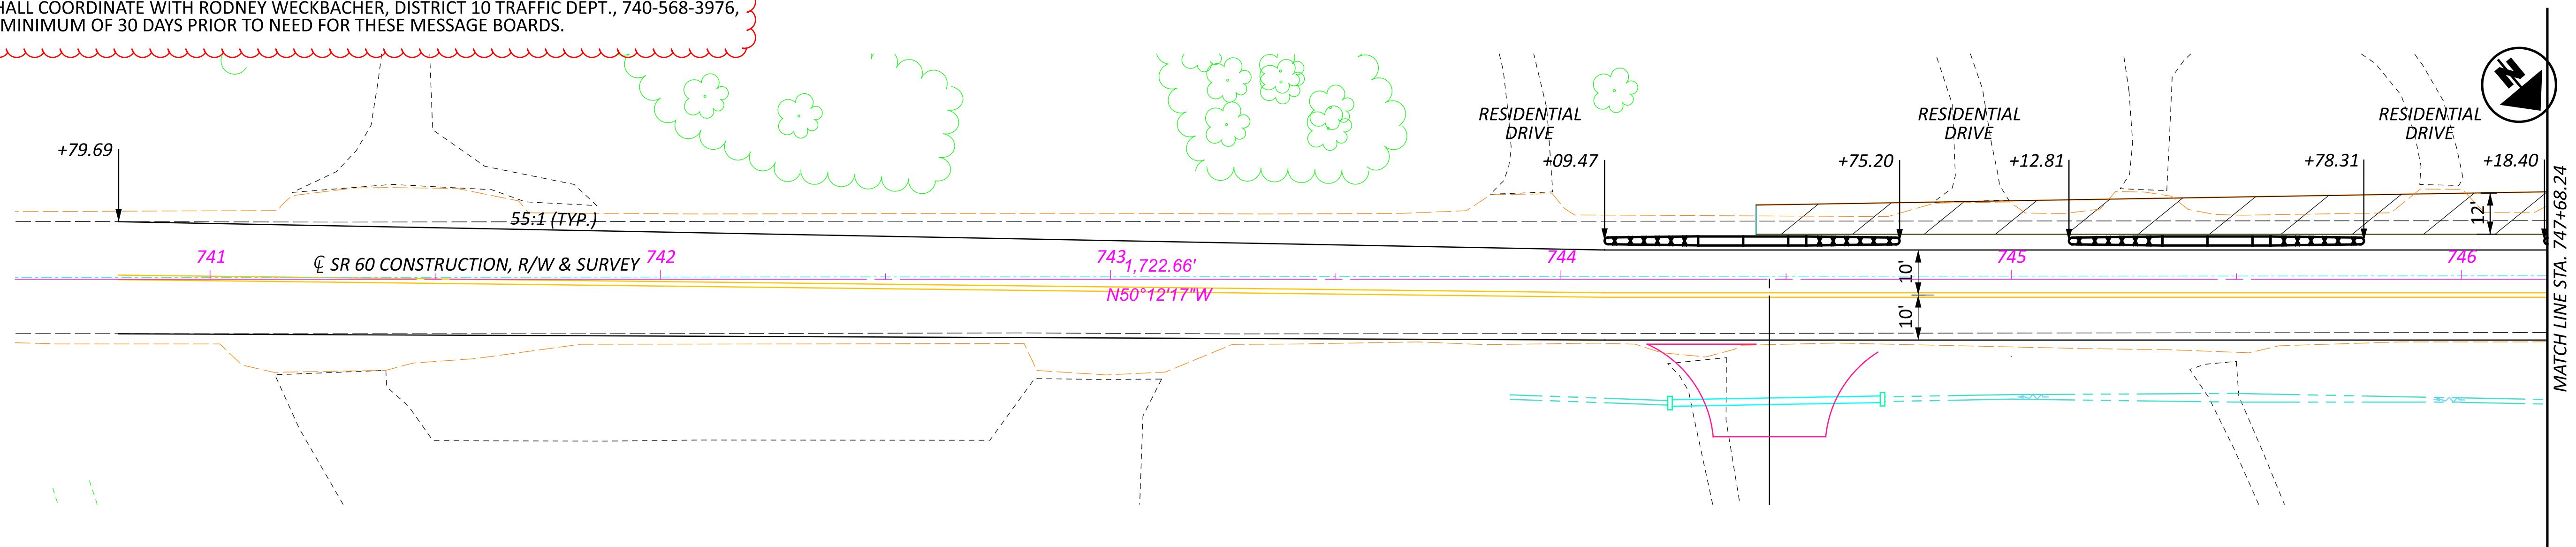 HALL COORDINATE WITH RODNEY WECKBACHER, DISTRICT 10 TRAFFIC DEPT., 740-568-3976,
MINIMUM OF 30 DAYS PRIOR TO NEED FOR THESE MESSAGE BOARDS.
N
RESIDENTIAL
DRIVE
RESIDENTIAL
DRIVE
RESIDENTIAL
DRIVE
+79.69
+09.47
+75.20
+12.81
+78.31
+18.40
55:1 (TYP.)
12'
741
℄ SR 60 CONSTRUCTION, R/W & SURVEY
742
743
1,722.66'
744
745
746
N50°12'17"W
10'
10'
MATCH LINE STA. 747+68.24